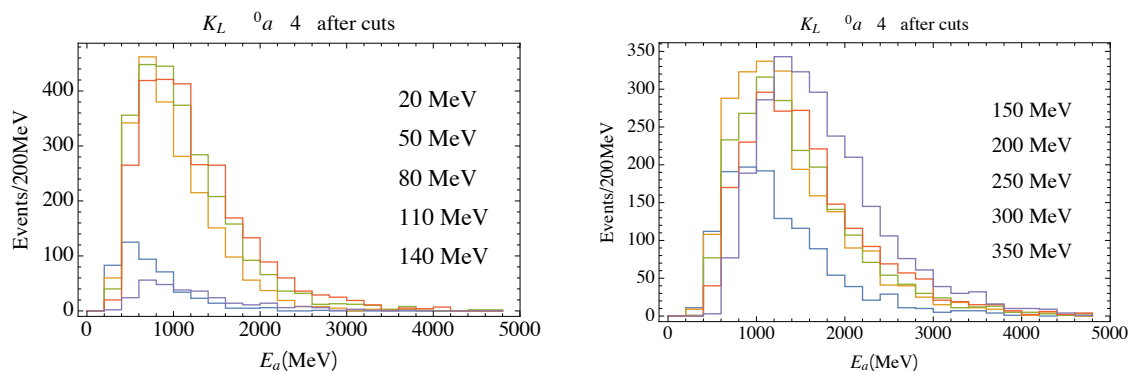 K_L ⁰a 4 after cuts
400
300
200
100
0
Events/200MeV
20 MeV
50 MeV
80 MeV
110 MeV
140 MeV
0 1000 2000 3000 4000 5000
E_a(MeV)
K_L ⁰a 4 after cuts
350
300
250
200
150
100
50
0
Events/200MeV
150 MeV
200 MeV
250 MeV
300 MeV
350 MeV
0 1000 2000 3000 4000 5000
E_a(MeV)